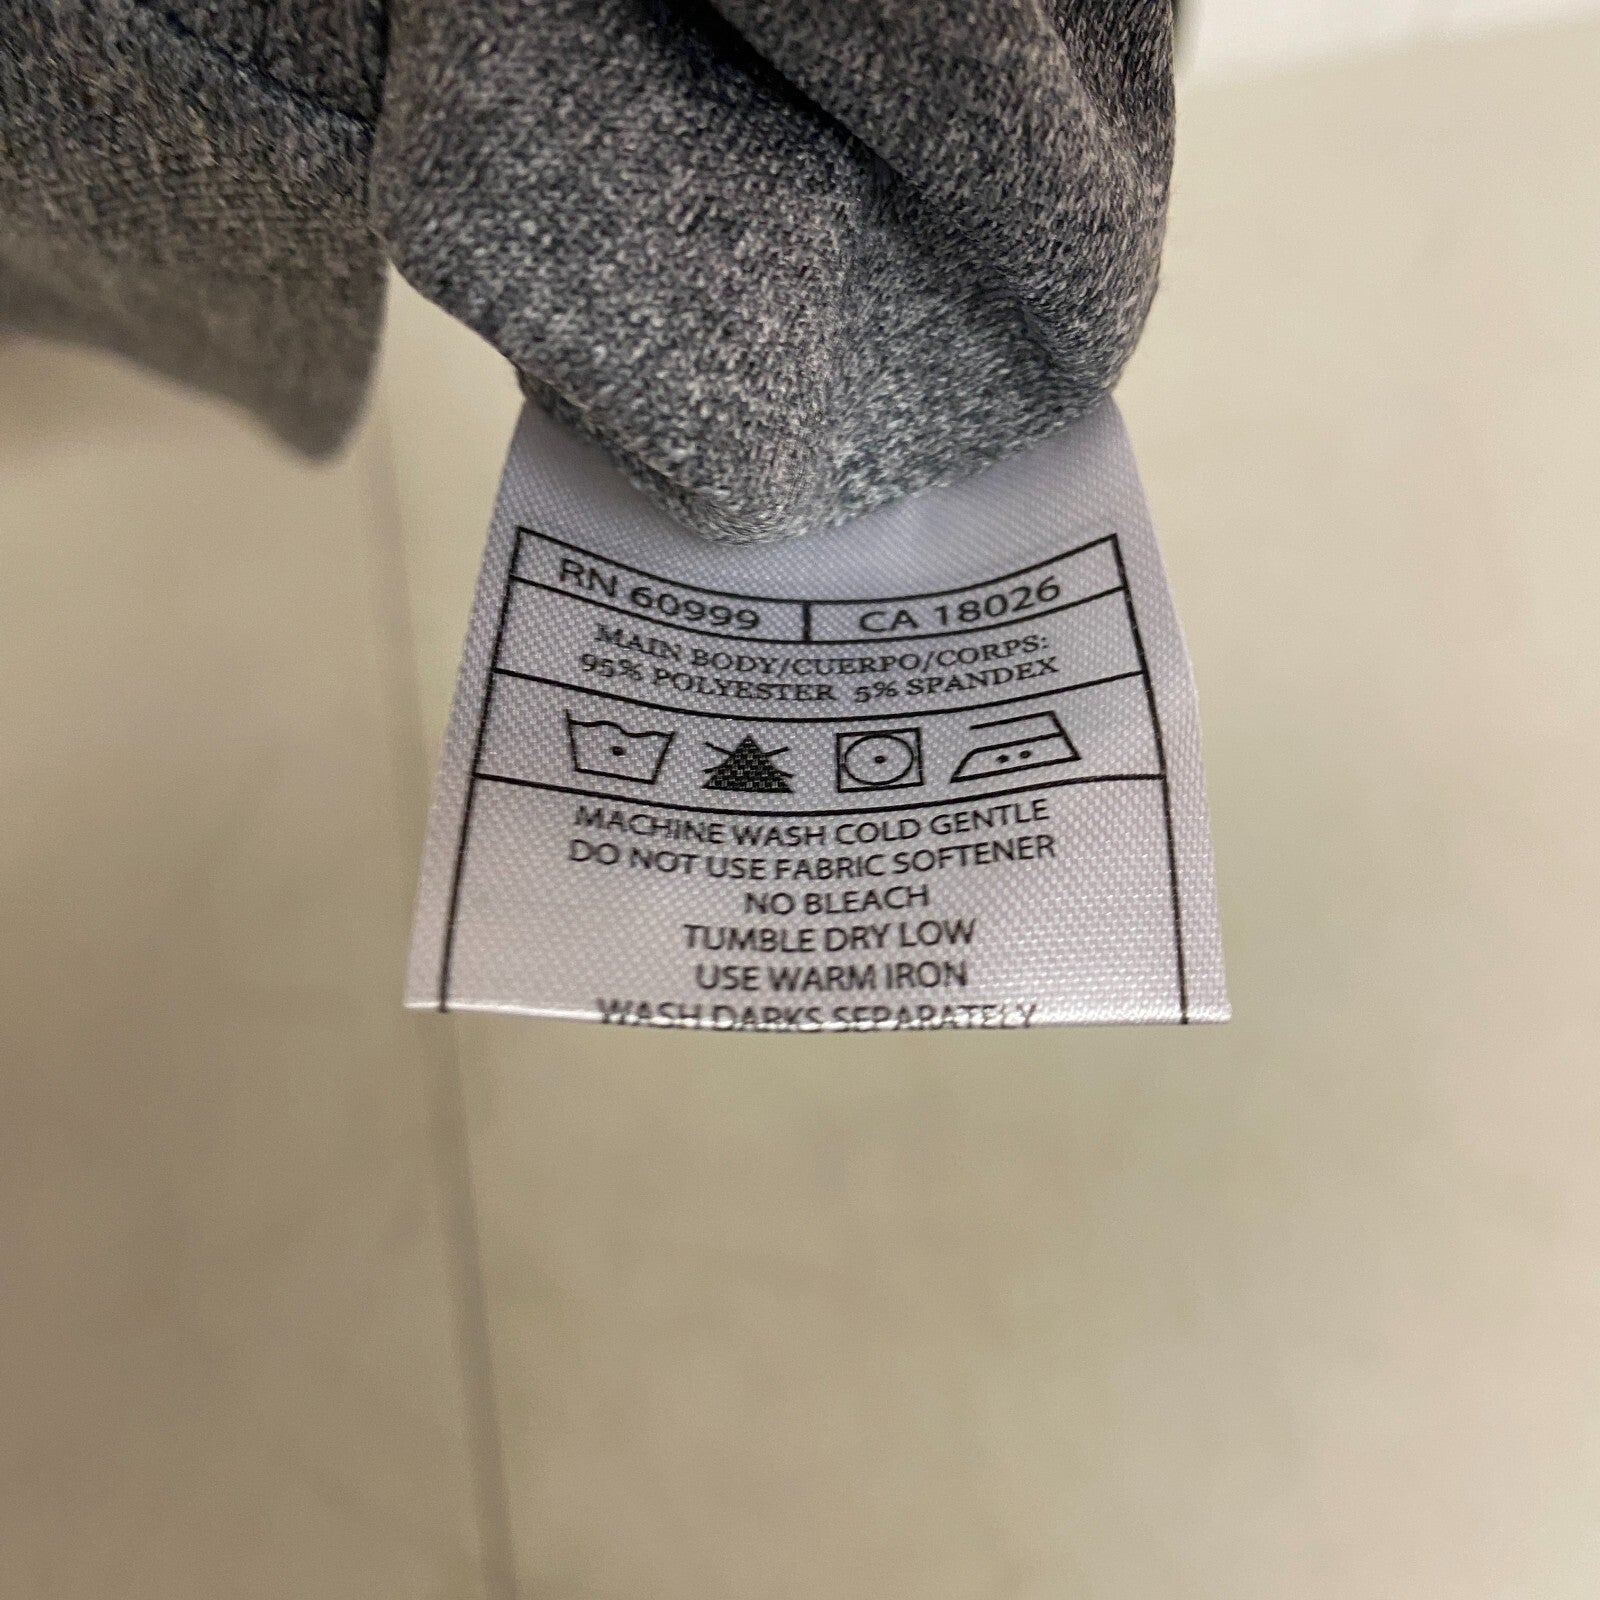 RN 60999 CA 18026
MAIN BODY/CUERPO/CORPS:
95% POLYESTER 5% SPANDEX
MACHINE WASH COLD GENTLE
DO NOT USE FABRIC SOFTENER
NO BLEACH
TUMBLE DRY LOW
USE WARM IRON
WASH DARKS SEPARATELY